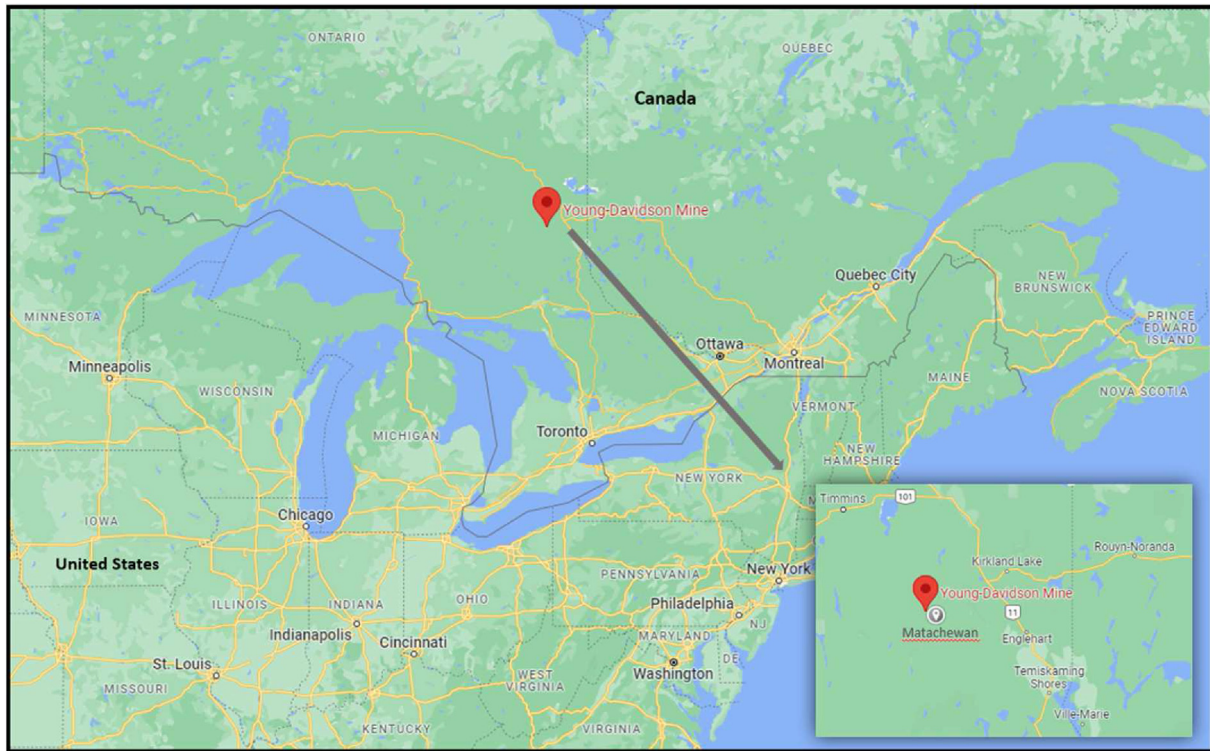 ONTARIO
QUEBEC
Canada
Young-Davidson Mine
Quebec City
NEW
BRUNSWICK
PRINCE
EDWARD
ISLAND
MINNESOTA
Ottawa
Montreal
Minneapolis
MAINE
NOVA SCOTIA
WISCONSIN
VERMONT
MICHIGAN
Toronto
NEW
HAMPSHIRE
NEW YORK
M
Chicago
IOWA
United States
PENNSYLVANIA
New York
ILLINOIS
INDIANA
OHIO
Philadelphia
NJ
Indianapolis
Cincinnati
MARYLAND
DE
St. Louis
WEST
VIRGINIA
Washington
MISSOURI
KENTUCKY
VIRGINIA
Timmins
101
Kirkland Lake
Rouyn-Noranda
Young-Davidson Mine
11
Matachewan
Englehart
Temiskaming
Shores
Ville-Marie